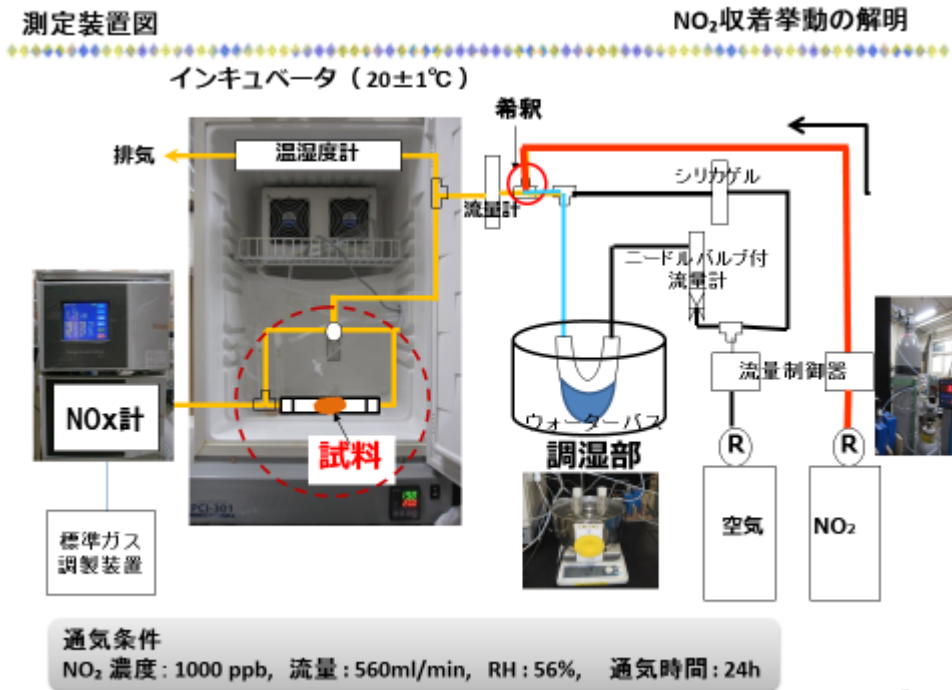 測定装置図
NO₂収着挙動の解明
インキュベータ（20±1℃）
希釈
排気
温湿度計
シリカゲル
流量計
ニードルバルブ付
流量計
NOx計
試料
ウォーターバス
流量制御器
調湿部
R
R
PCI-301
空気
NO₂
標準ガス
調製装置
通気条件
NO₂ 濃度：1000 ppb, 流量：560ml/min, RH：56%, 通気時間：24h